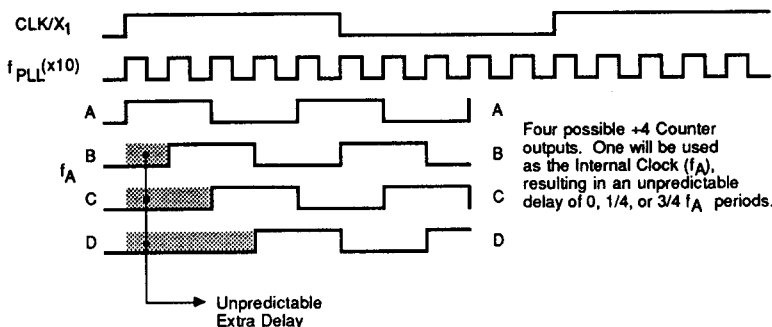 CLK/X1
fPLL(x10)
A
A
Four possible +4 Counter
outputs. One will be used
as the Internal Clock (fA),
resulting in an unpredictable
delay of 0, 1/4, or 3/4 fA periods.
B
B
fA
C
C
D
D
Unpredictable
Extra Delay